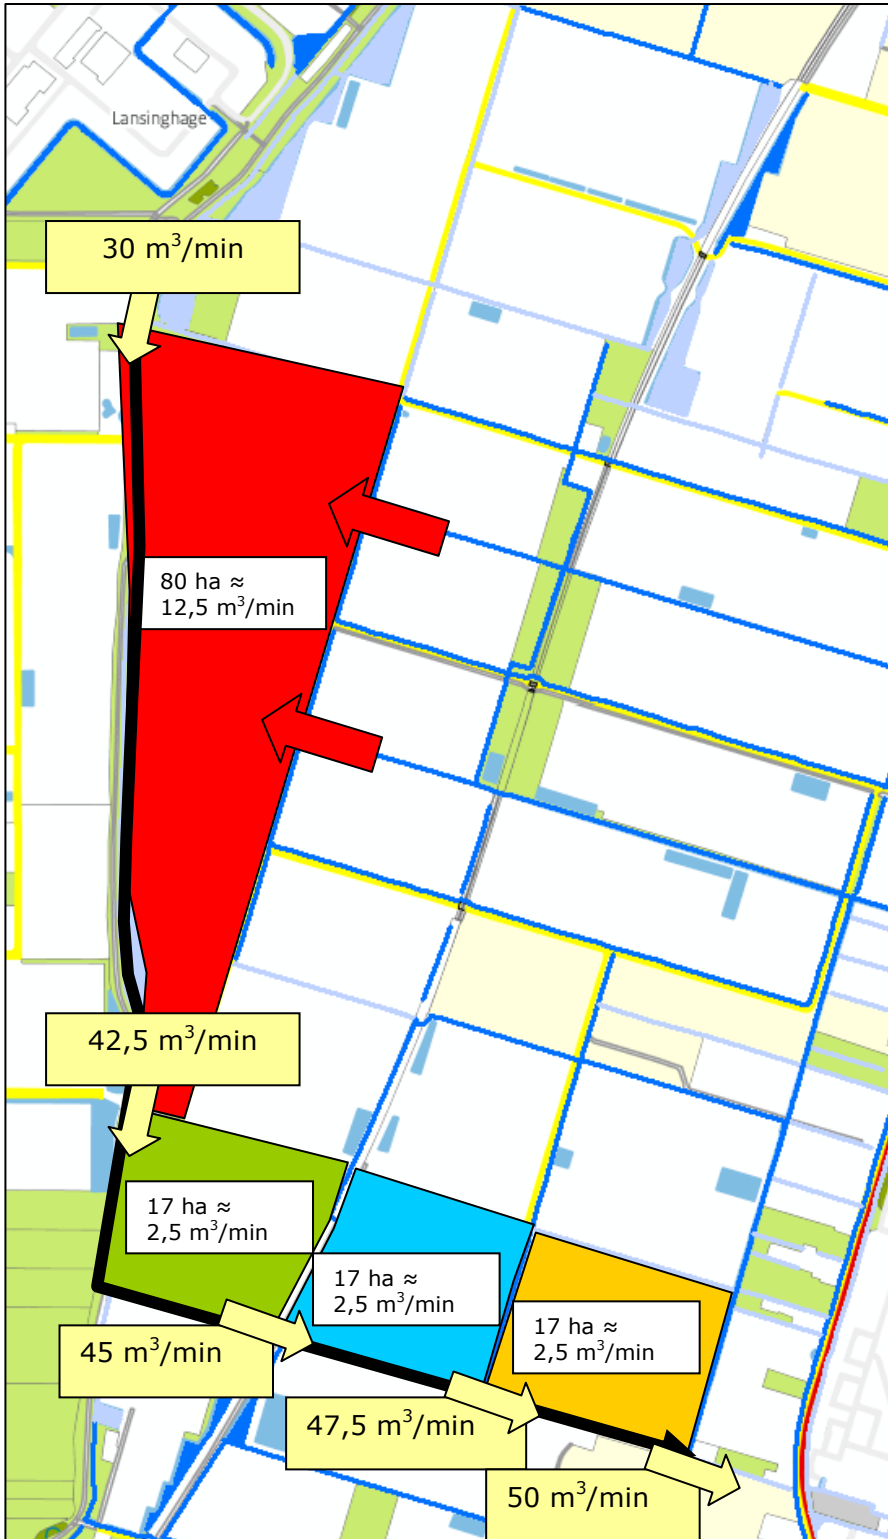 Lansinghage
30 m³/min
80 ha ≈
12,5 m³/min
42,5 m³/min
17 ha ≈
2,5 m³/min
17 ha ≈
2,5 m³/min
17 ha ≈
2,5 m³/min
45 m³/min
47,5 m³/min
50 m³/min